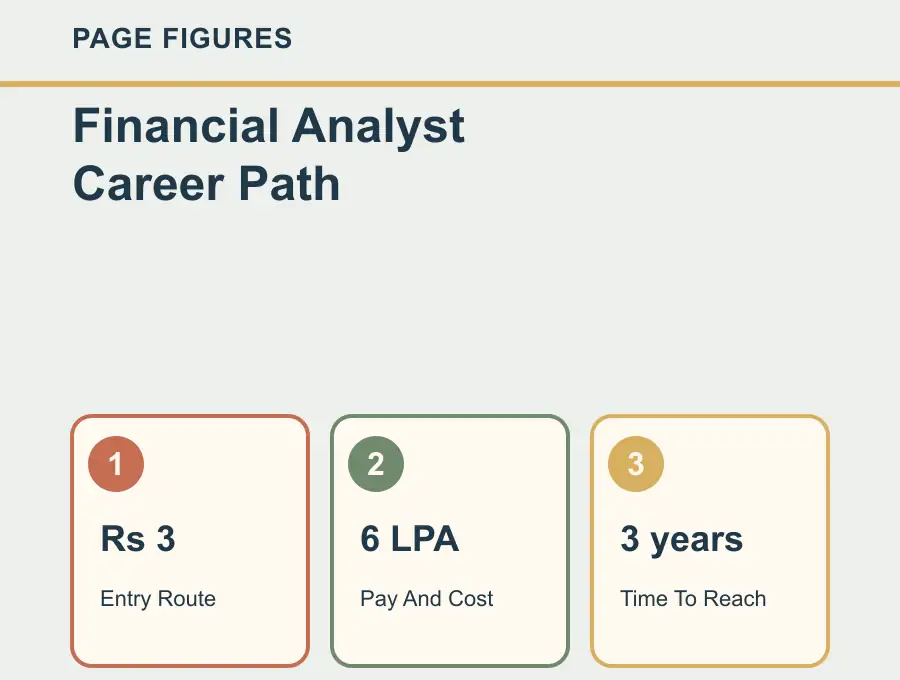 PAGE FIGURES
Financial Analyst
Career Path
1
Rs 3
Entry Route
2
6 LPA
Pay And Cost
3
3 years
Time To Reach